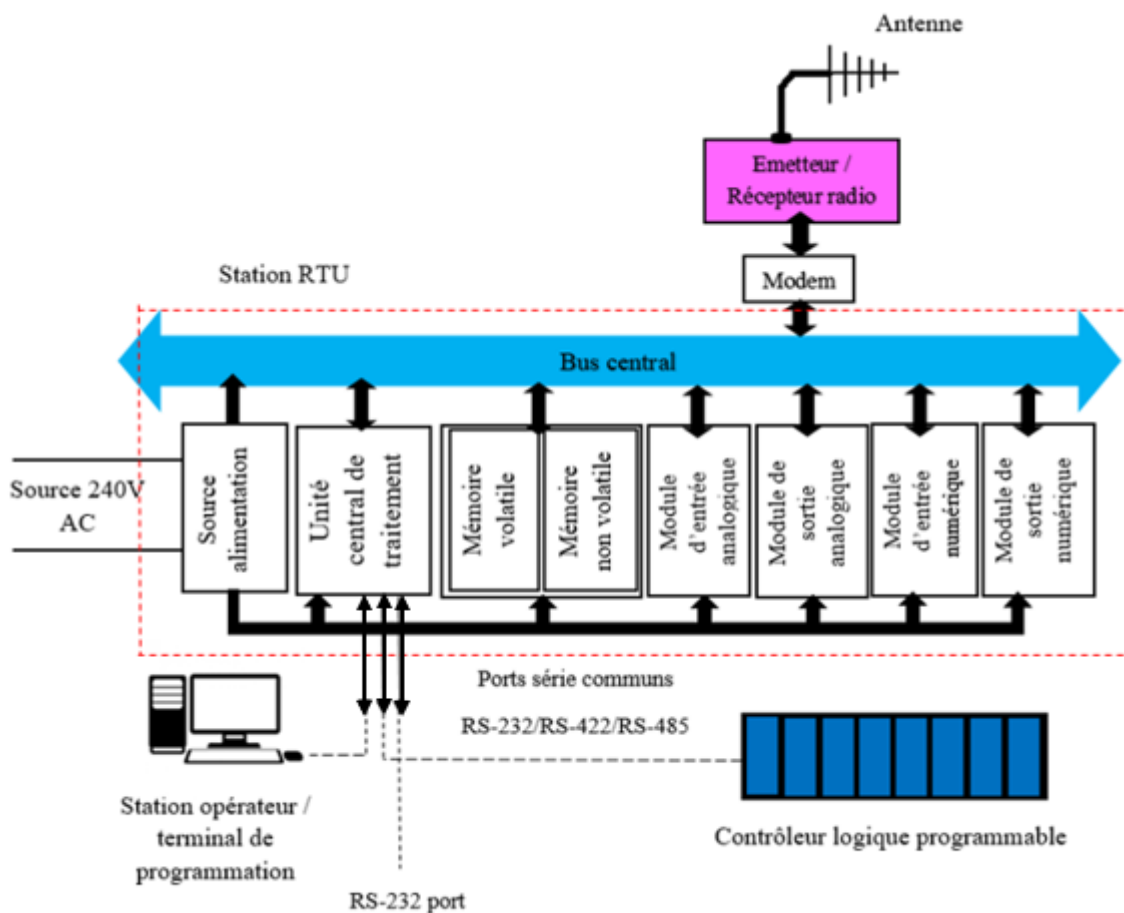 Antenne
Emetteur /
Récepteur radio
Modem
Station RTU
Bus central
Source 240V
AC
Source
alimentation
Unité
central de
traitement
Mémoire
volatile
Mémoire
non volatile
Module
d'entrée
analogique
Module de
sortie
analogique
Module
d'entrée
numérique
Module de
sortie
numérique
Ports série communs
RS-232/RS-422/RS-485
Station opérateur /
terminal de
programmation
Contrôleur logique programmable
RS-232 port